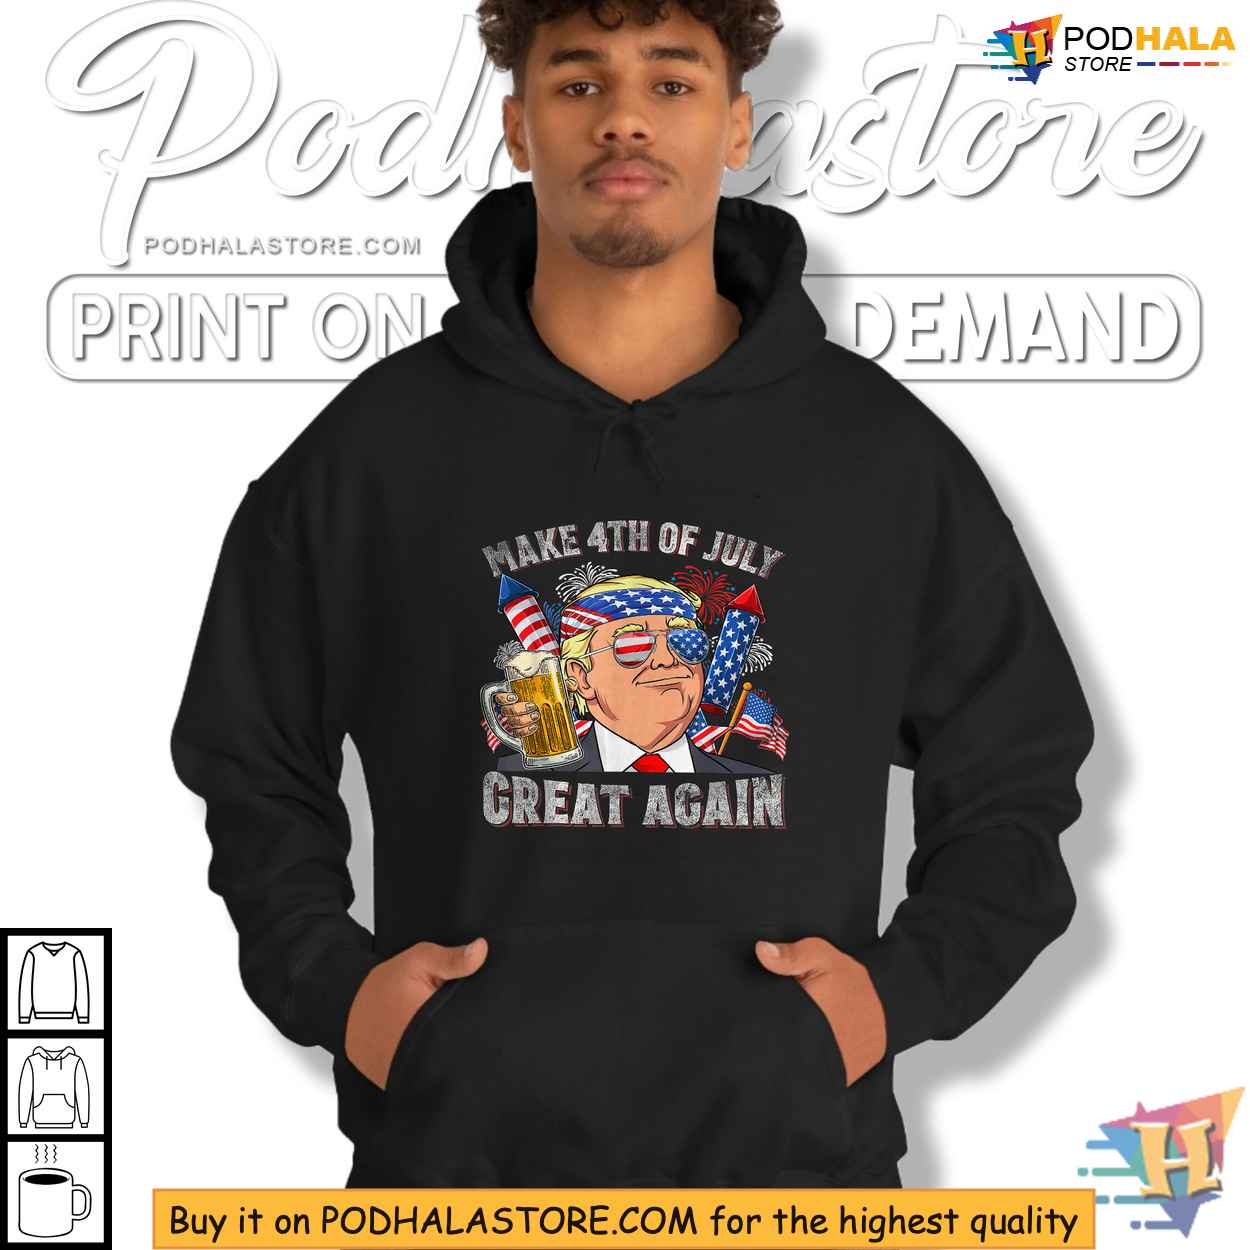 PODHALA
STORE
Podhalastore
PODHALASTORE.COM
PRINT ON DEMAND
MAKE 4TH OF JULY
GREAT AGAIN
H
Buy it on PODHALASTORE.COM for the highest quality